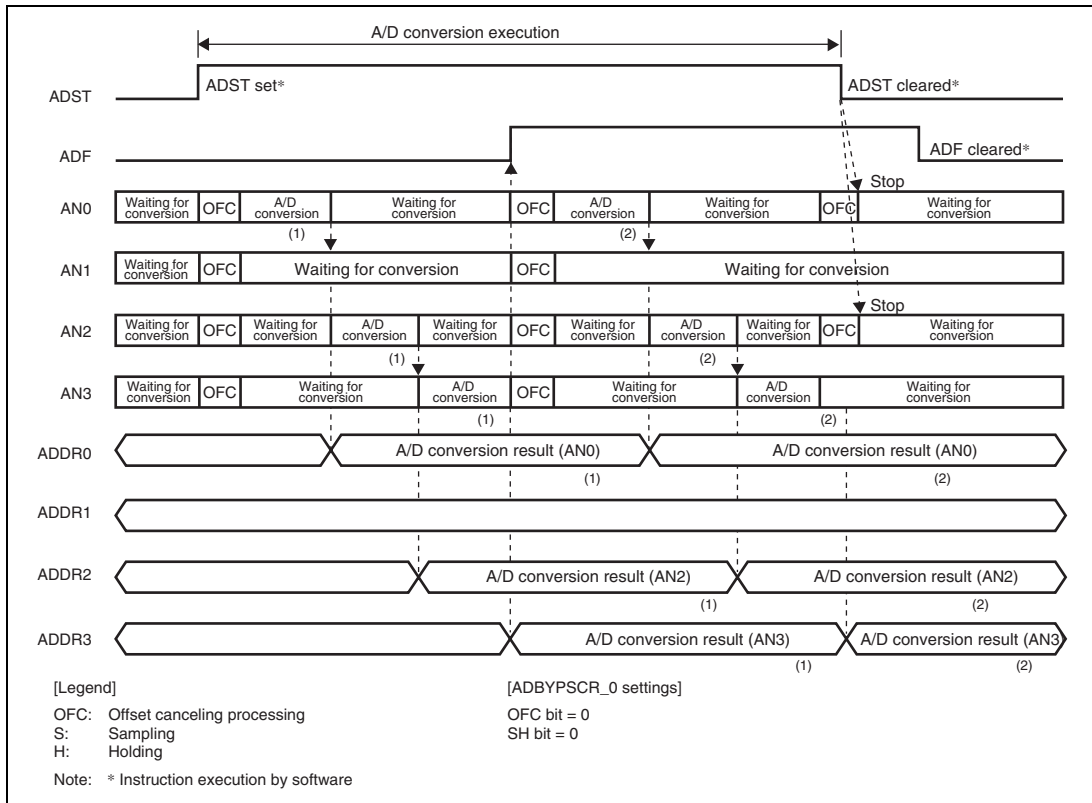 A/D conversion execution
ADST
ADST set*
ADST cleared*
ADF
ADF cleared*
Stop
AN0
Waiting for conversion
OFC
A/D conversion
Waiting for conversion
OFC
A/D conversion
Waiting for conversion
OFC
Waiting for conversion
(1)
(2)
AN1
Waiting for conversion
OFC
Waiting for conversion
OFC
Waiting for conversion
Stop
AN2
Waiting for conversion
OFC
Waiting for conversion
A/D conversion
Waiting for conversion
OFC
Waiting for conversion
A/D conversion
Waiting for conversion
OFC
Waiting for conversion
(1)
(2)
AN3
Waiting for conversion
OFC
Waiting for conversion
A/D conversion
OFC
Waiting for conversion
A/D conversion
Waiting for conversion
(1)
(2)
ADDR0
A/D conversion result (AN0)
A/D conversion result (AN0)
(1)
(2)
ADDR1
ADDR2
A/D conversion result (AN2)
A/D conversion result (AN2)
(1)
(2)
ADDR3
A/D conversion result (AN3)
A/D conversion result (AN3)
(1)
(2)
[Legend]
[ADBYPSCR_0 settings]
OFC: Offset canceling processing
OFC bit = 0
S: Sampling
SH bit = 0
H: Holding
Note: * Instruction execution by software